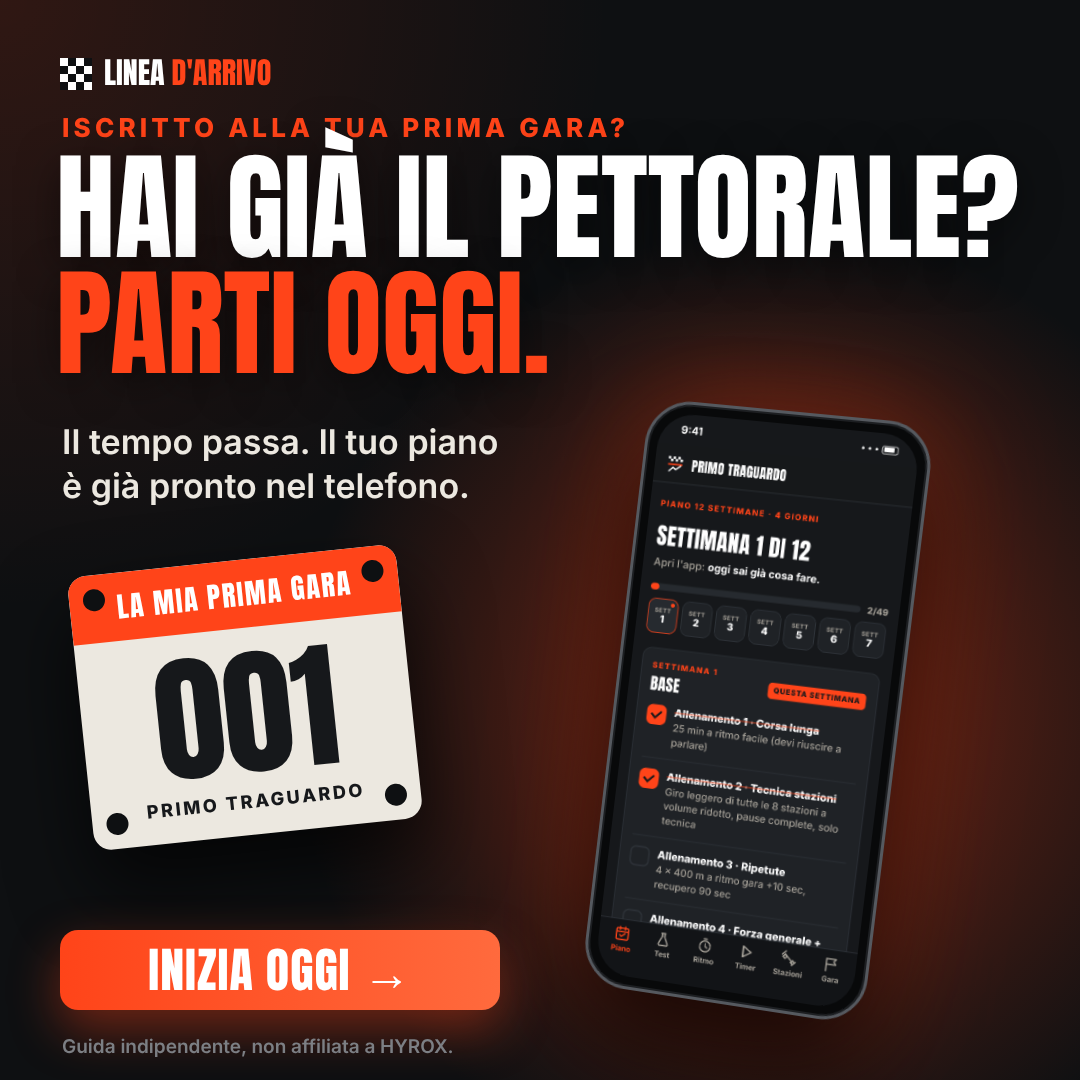 LINEA D'ARRIVO
ISCRITTO ALLA TUA PRIMA GARA?
HAI GIÀ IL PETTORALE?
PARTI OGGI.
Il tempo passa. Il tuo piano
è già pronto nel telefono.
LA MIA PRIMA GARA
001
PRIMO TRAGUARDO
INIZIA OGGI →
Guida indipendente, non affiliata a HYROX.
9:41
PRIMO TRAGUARDO
PIANO 12 SETTIMANE · 4 GIORNI
SETTIMANA 1 DI 12
Apri l'app: oggi sai già cosa fare.
2/49
SETT 1 SETT 2 SETT 3 SETT 4 SETT 5 SETT 6 SETT 7
SETTIMANA 1
BASE
QUESTA SETTIMANA
Allenamento 1 · Corsa lunga
25 min a ritmo facile (devi riuscire a
parlare)
Allenamento 2 · Tecnica stazioni
Giro leggero di tutte le 8 stazioni a
volume ridotto, pause complete, solo
tecnica
Allenamento 3 · Ripetute
4 × 400 m a ritmo gara +10 sec,
recupero 90 sec
Allenamento 4 · Forza generale +
Piano Test Ritmo Timer Stazioni Gara